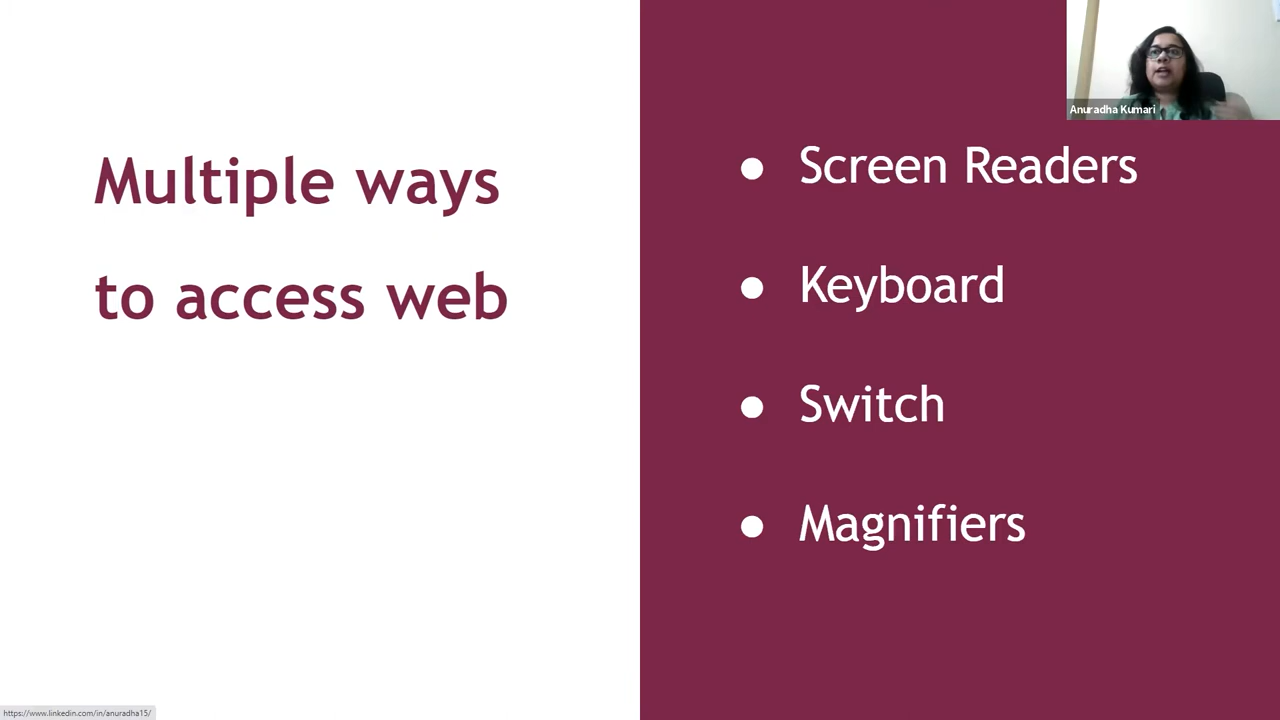 Multiple ways
to access web
● Screen Readers
● Keyboard
● Switch
● Magnifiers
Anuradha Kumari
https://www.linkedin.com/in/anuradha15/